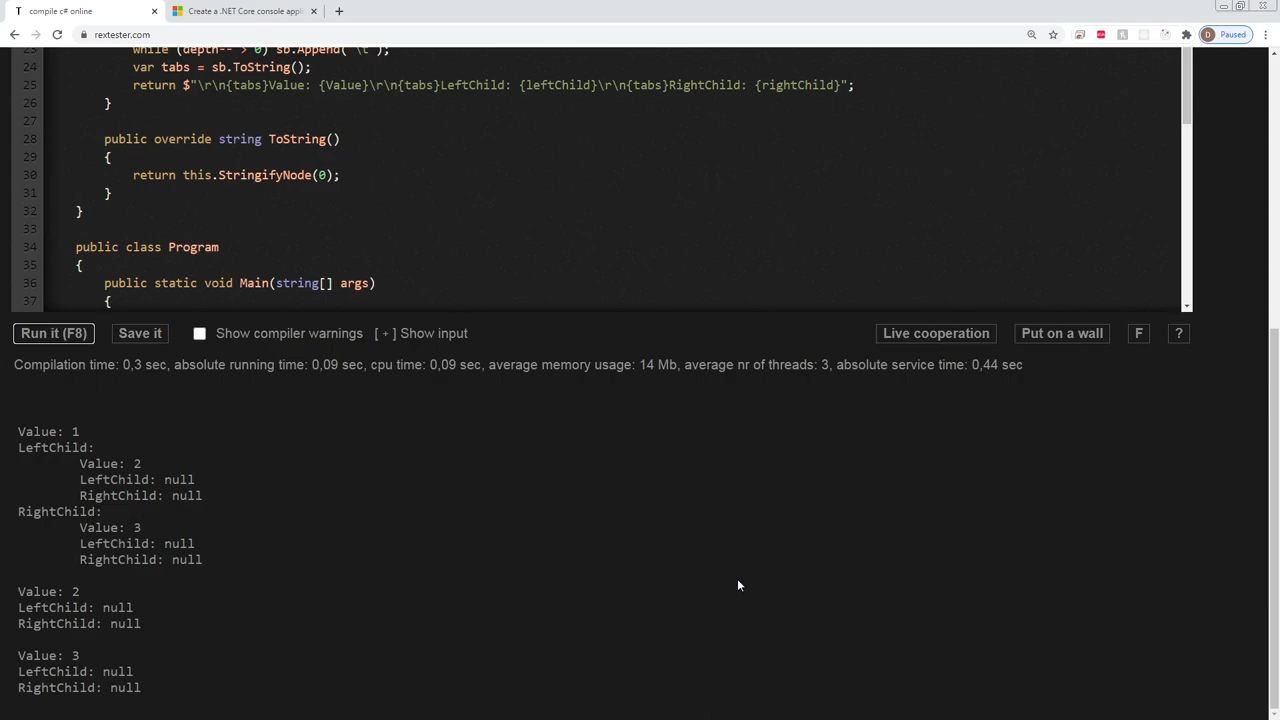 compile c# online
Create a .NET Core console appl
rextester.com
D Paused
23 while (depth-- > 0) sb.Append("\t");
24 var tabs = sb.ToString();
25 return $"\r\n{tabs}Value: {Value}\r\n{tabs}LeftChild: {leftChild}\r\n{tabs}RightChild: {rightChild}";
26 }
27
28 public override string ToString()
29 {
30 return this.StringifyNode(0);
31 }
32 }
33
34 public class Program
35 {
36 public static void Main(string[] args)
37 {
Run it (F8) Save it Show compiler warnings [ + ] Show input Live cooperation Put on a wall F ?
Compilation time: 0,3 sec, absolute running time: 0,09 sec, cpu time: 0,09 sec, average memory usage: 14 Mb, average nr of threads: 3, absolute service time: 0,44 sec
Value: 1
LeftChild:
Value: 2
LeftChild: null
RightChild: null
RightChild:
Value: 3
LeftChild: null
RightChild: null
Value: 2
LeftChild: null
RightChild: null
Value: 3
LeftChild: null
RightChild: null